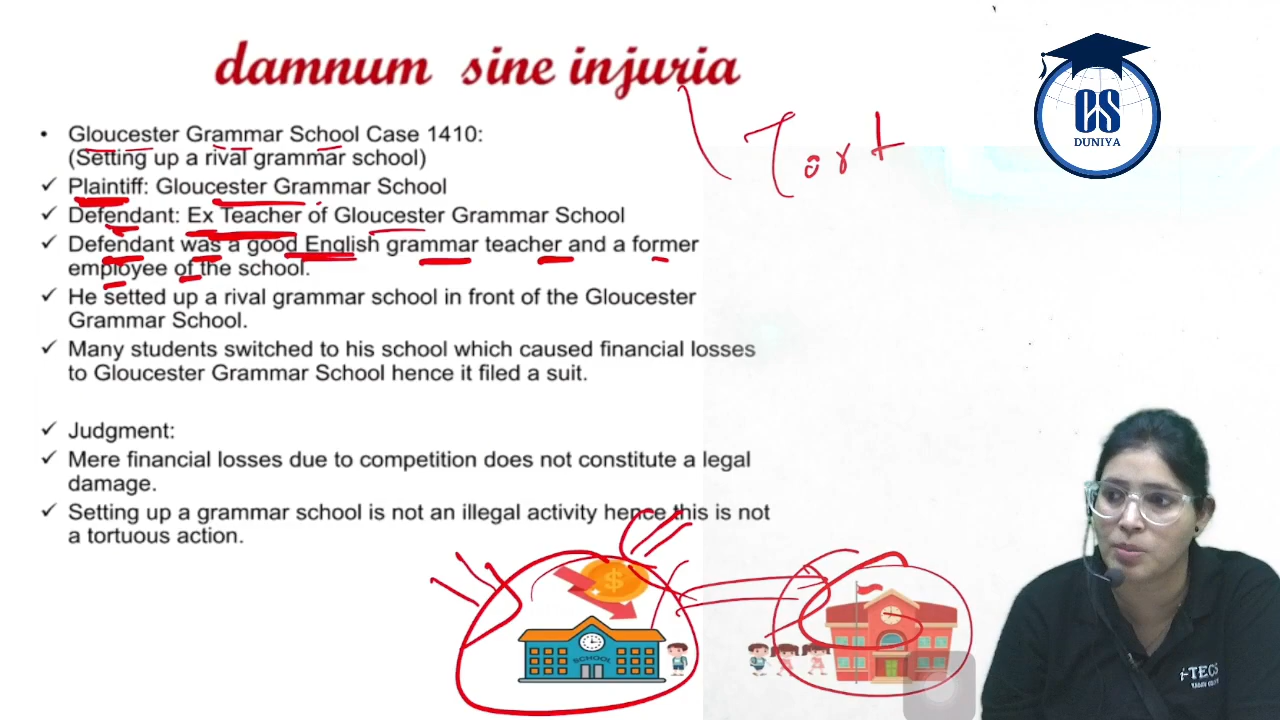 damnum sine injuria
• Gloucester Grammar School Case 1410:
(Setting up a rival grammar school)
✓ Plaintiff: Gloucester Grammar School
✓ Defendant: Ex Teacher of Gloucester Grammar School
✓ Defendant was a good English grammar teacher and a former
employee of the school.
✓ He setted up a rival grammar school in front of the Gloucester
Grammar School.
✓ Many students switched to his school which caused financial losses
to Gloucester Grammar School hence it filed a suit.
✓ Judgment:
✓ Mere financial losses due to competition does not constitute a legal
damage.
✓ Setting up a grammar school is not an illegal activity hence this is not
a tortuous action.
Tort
CS
DUNIYA
$
SCHOOL
i-TECS